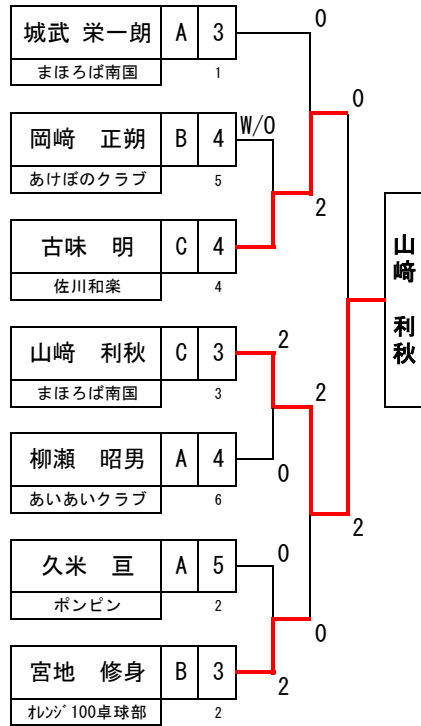 城武 栄一朗 A 3
まほろば南国 1
岡﨑 正朔 B 4
あけぼのクラブ 5
古味 明 C 4
佐川和楽 4
山﨑 利秋 C 3
まほろば南国 3
柳瀬 昭男 A 4
あいあいクラブ 6
久米 亘 A 5
ポンピン 2
宮地 修身 B 3
ｵﾚﾝｼﾞ100卓球部 2
W/0
2
0
0
2
0
2
2
0
0
2
山﨑 利秋